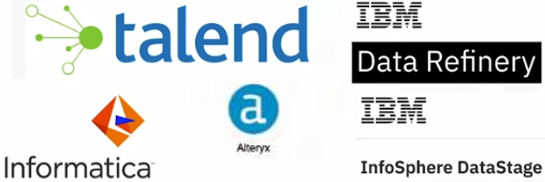 talend
IBM
Data Refinery
IBM
a
Alteryx
Informatica
InfoSphere DataStage